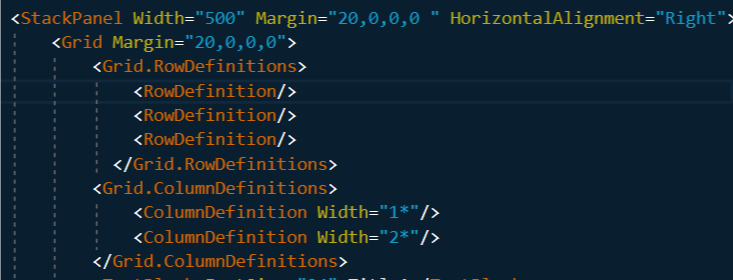 <StackPanel Width="500" Margin="20,0,0,0 " HorizontalAlignment="Right">
<Grid Margin="20,0,0,0">
<Grid.RowDefinitions>
<RowDefinition/>
<RowDefinition/>
<RowDefinition/>
</Grid.RowDefinitions>
<Grid.ColumnDefinitions>
<ColumnDefinition Width="1*"/>
<ColumnDefinition Width="2*"/>
</Grid.ColumnDefinitions>